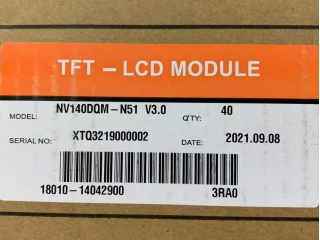 TFT – LCD MODULE
MODEL: NV140DQM – N51 V3.0 Q'TY: 40
SERIAL NO: XTQ3219000002 DATE: 2021.09.08
18010 – 14042900 3RA0